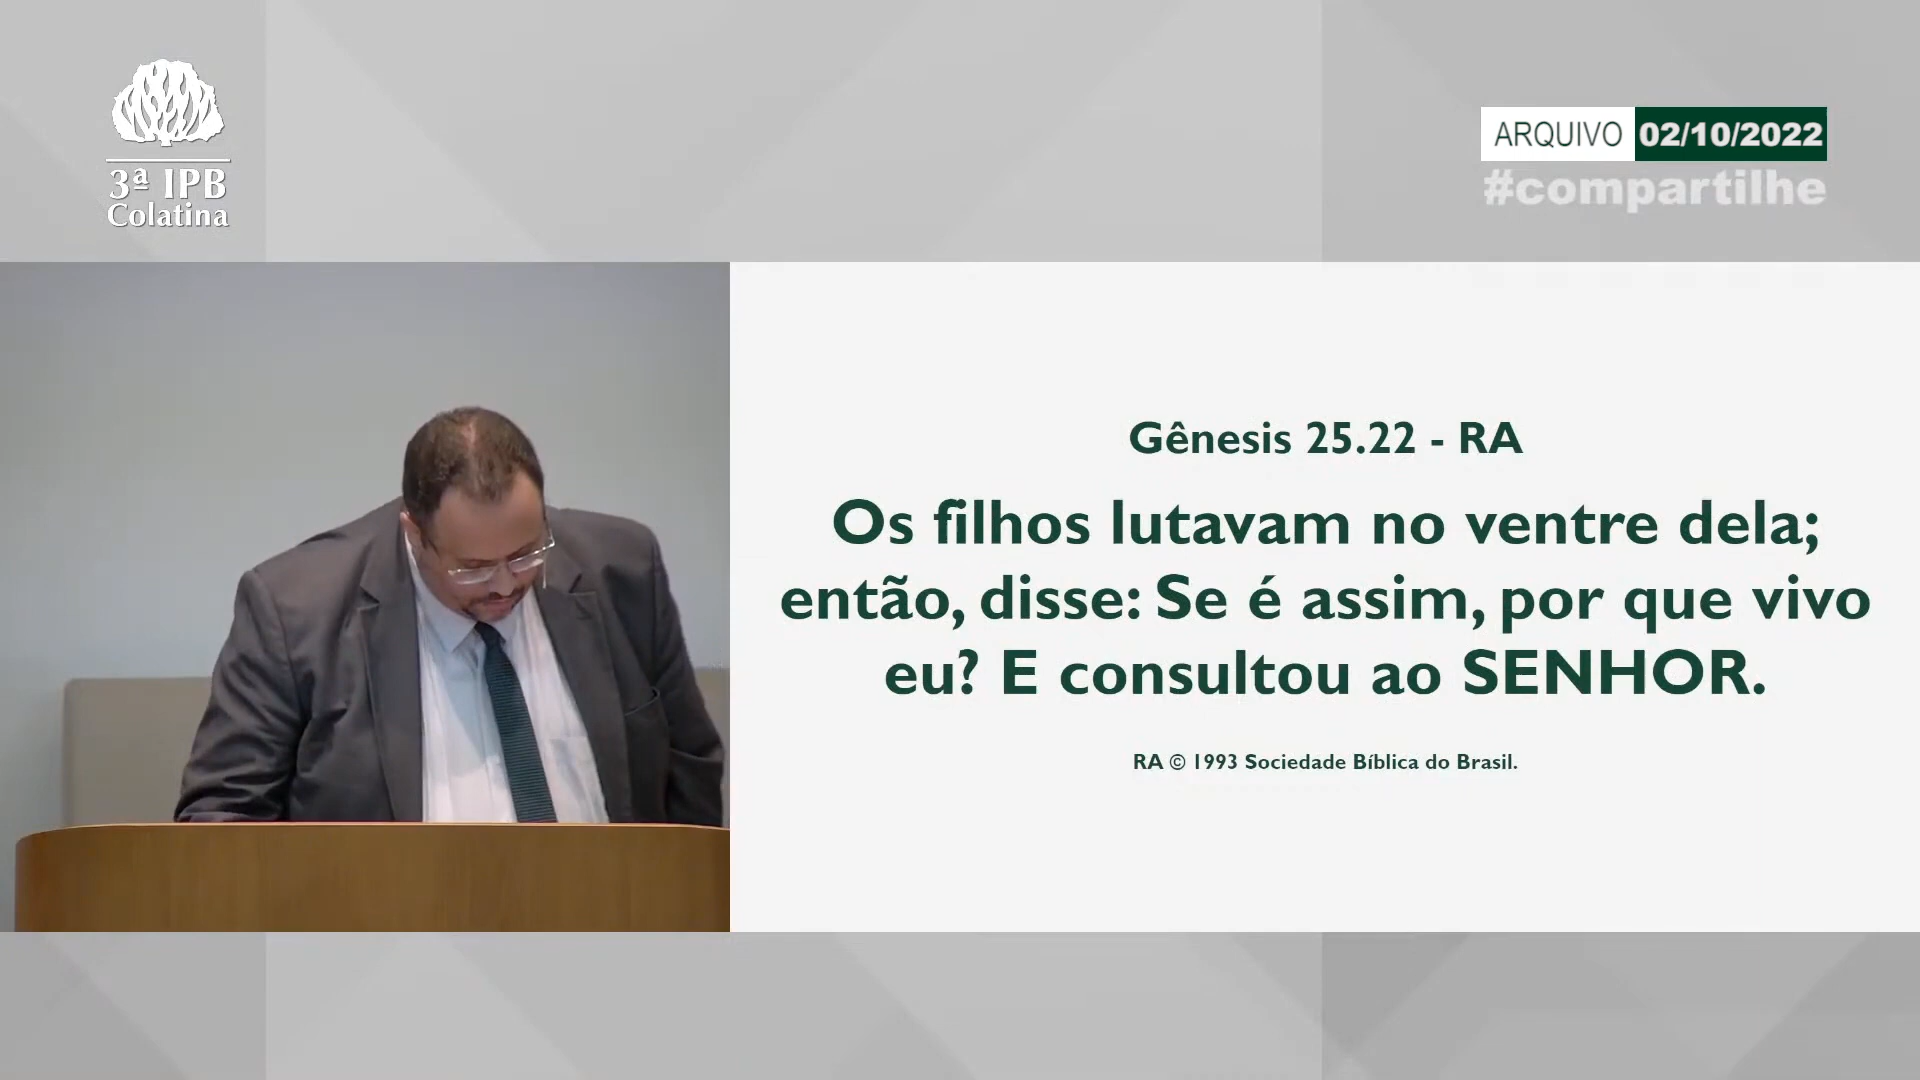 3ª IPB
Colatina
ARQUIVO 02/10/2022
#compartilhe
Gênesis 25.22 - RA
Os filhos lutavam no ventre dela;
então, disse: Se é assim, por que vivo
eu? E consultou ao SENHOR.
RA © 1993 Sociedade Bíblica do Brasil.